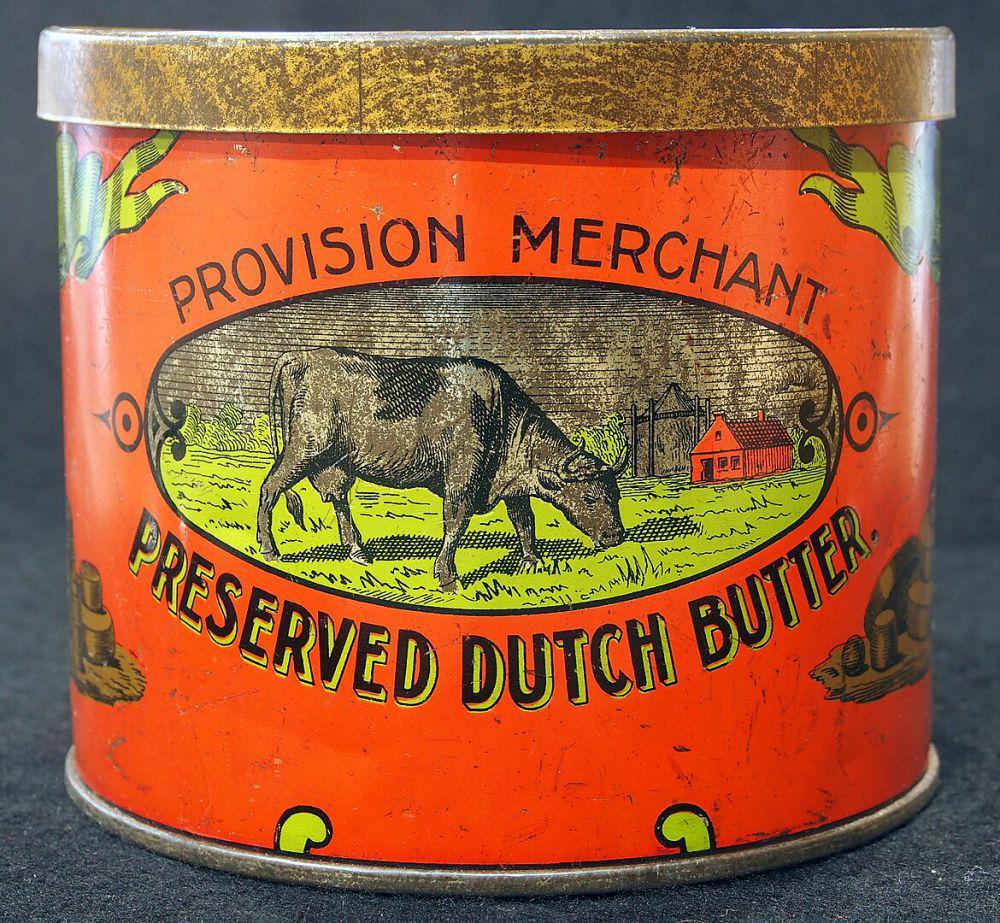 PROVISION MERCHANT
PRESERVED DUTCH BUTTER.